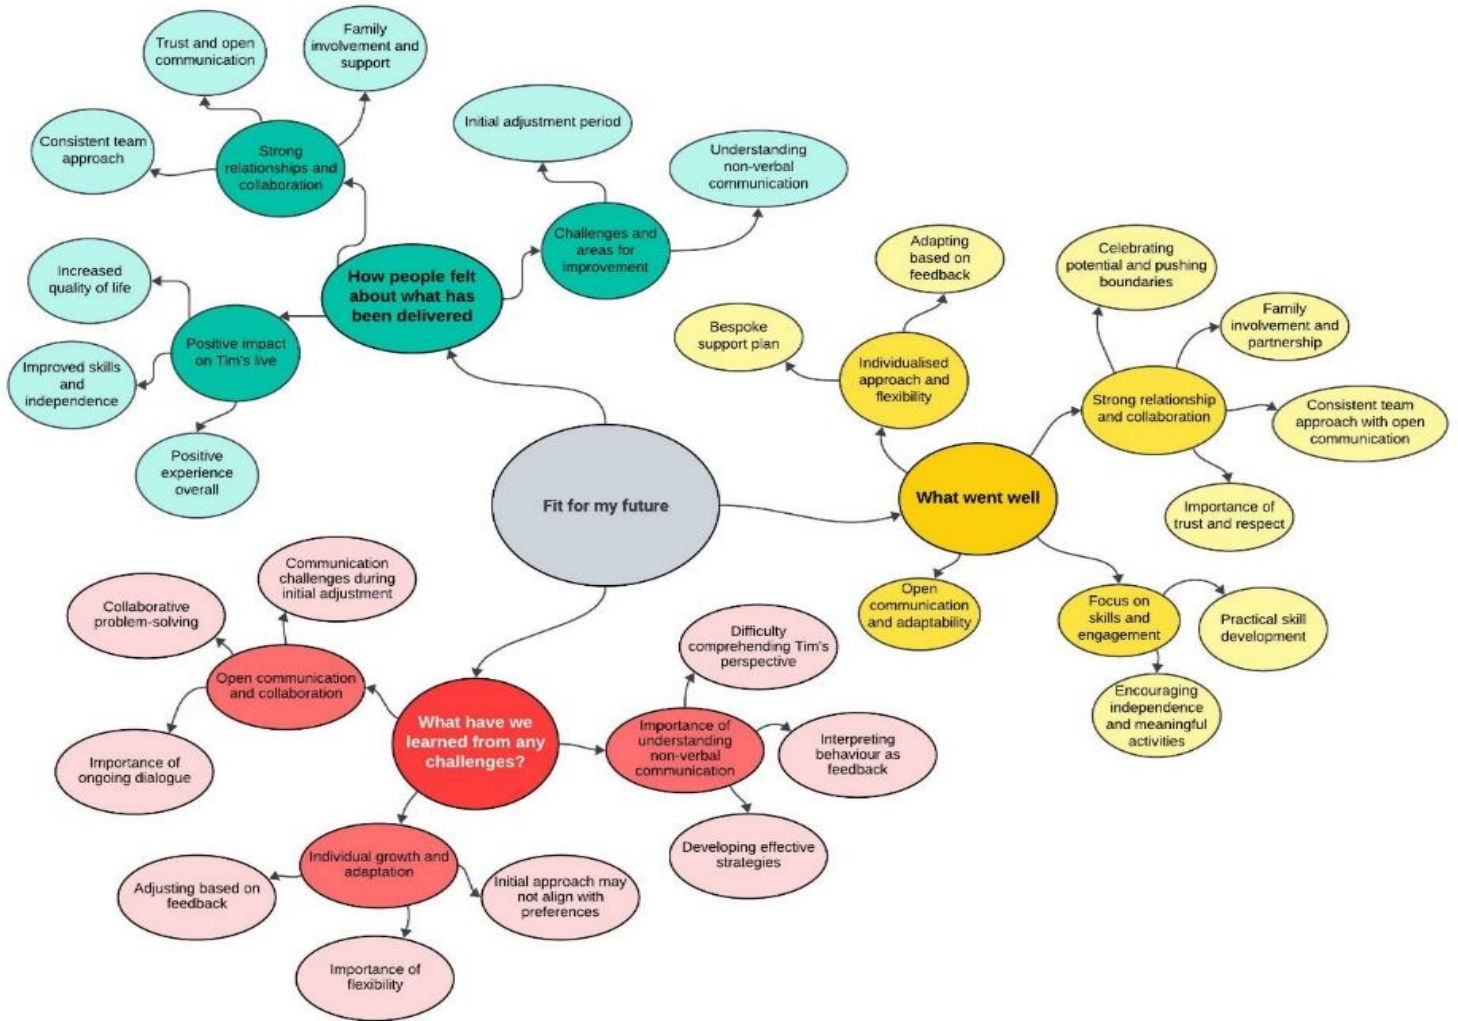 Family
involvement and
support
Trust and open
communication
Consistent team
approach
Strong
relationships and
collaboration
Initial adjustment period
Understanding
non-verbal
communication
Challenges and
areas for
improvement
How people felt
about what has
been delivered
Increased
quality of life
Positive impact
on Tim's live
Improved skills
and
independence
Positive
experience
overall
Fit for my future
Adapting
based on
feedback
Bespoke
support plan
Individualised
approach and
flexibility
Celebrating
potential and pushing
boundaries
Family
involvement and
partnership
Strong relationship
and collaboration
Consistent team
approach with open
communication
Importance of
trust and respect
What went well
Open
communication
and adaptability
Focus on
skills and
engagement
Practical skill
development
Encouraging
independence
and meaningful
activities
Communication
challenges during
initial adjustment
Collaborative
problem-solving
Open communication
and collaboration
Importance of
ongoing dialogue
What have we
learned from any
challenges?
Difficulty
comprehending Tim's
perspective
Importance of
understanding
non-verbal
communication
Interpreting
behaviour as
feedback
Developing effective
strategies
Individual growth and
adaptation
Adjusting based on
feedback
Initial approach may
not align with
preferences
Importance of
flexibility